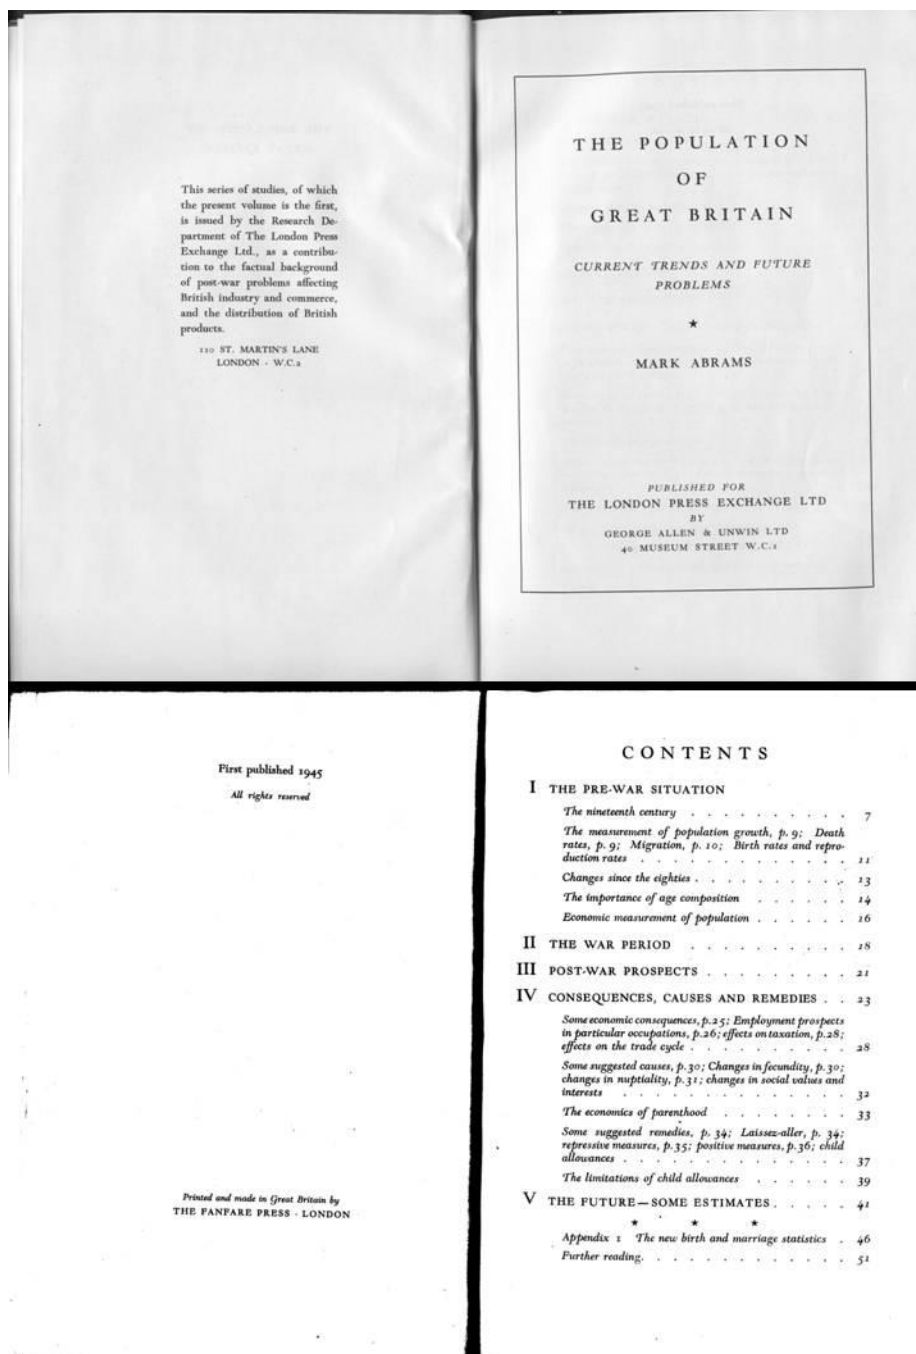 This series of studies, of which
the present volume is the first,
is issued by the Research De-
partment of The London Press
Exchange Ltd., as a contribu-
tion to the factual background
of post-war problems affecting
British industry and commerce,
and the distribution of British
products.
110 ST. MARTIN'S LANE
LONDON · W.C.2
THE POPULATION
OF
GREAT BRITAIN
CURRENT TRENDS AND FUTURE
PROBLEMS
★
MARK ABRAMS
PUBLISHED FOR
THE LONDON PRESS EXCHANGE LTD
BY
GEORGE ALLEN & UNWIN LTD
40 MUSEUM STREET W.C.1
First published 1945
All rights reserved
Printed and made in Great Britain by
THE FANFARE PRESS · LONDON
CONTENTS
I THE PRE-WAR SITUATION
The nineteenth century . . . . . . . . . . 7
The measurement of population growth, p. 9; Death
rates, p. 9; Migration, p. 10; Birth rates and repro-
duction rates . . . . . . . . . . . . . 11
Changes since the eighties . . . . . . . . . . 13
The importance of age composition . . . . . . 14
Economic measurement of population . . . . . . 16
II THE WAR PERIOD . . . . . . . . . . 18
III POST-WAR PROSPECTS . . . . . . . . . 21
IV CONSEQUENCES, CAUSES AND REMEDIES . . 23
Some economic consequences, p.25; Employment prospects
in particular occupations, p.26; effects on taxation, p.28;
effects on the trade cycle . . . . . . . . . . 28
Some suggested causes, p.30; Changes in fecundity, p.30;
changes in nuptiality, p.31; changes in social values and
interests . . . . . . . . . . . . . . 32
The economics of parenthood . . . . . . . . 33
Some suggested remedies, p. 34; Laissez-aller, p. 34;
repressive measures, p.35; positive measures, p.36; child
allowances . . . . . . . . . . . . . . 37
The limitations of child allowances . . . . . . 39
V THE FUTURE—SOME ESTIMATES . . . . . 41
★ ★ ★
Appendix 1 The new birth and marriage statistics . 46
Further reading . . . . . . . . . . . . . 51